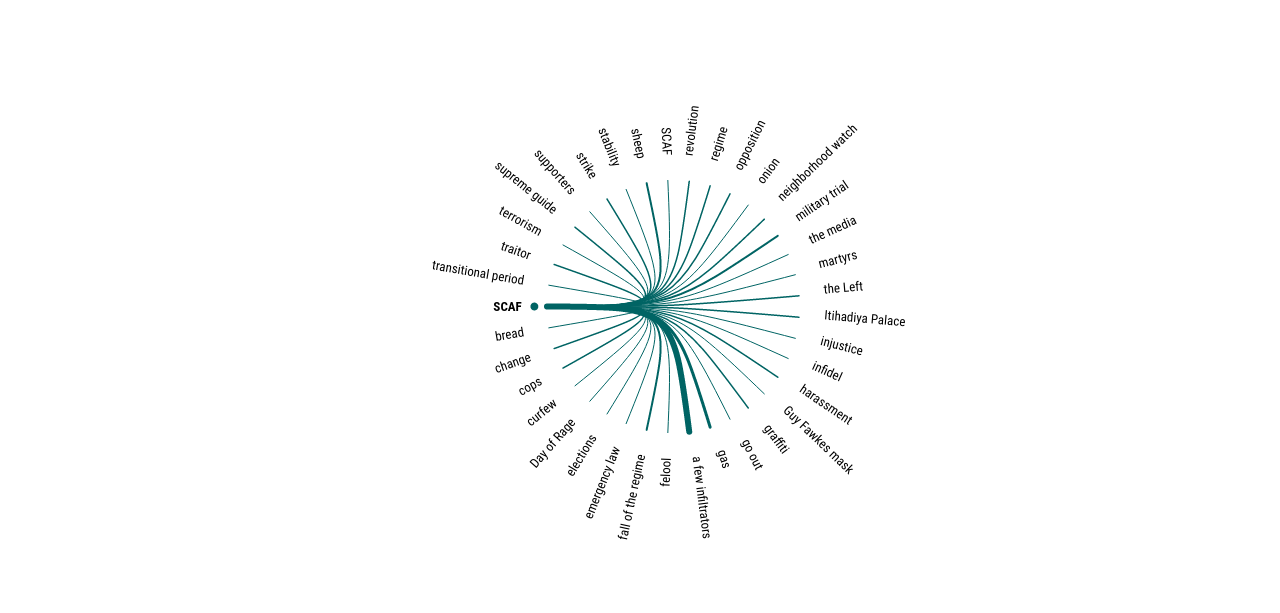 SCAF
revolution
regime
opposition
onion
neighborhood watch
military trial
the media
martyrs
the Left
Itihadiya Palace
injustice
infidel
harassment
Guy Fawkes mask
graffiti
go out
gas
a few infiltrators
felool
fall of the regime
emergency law
elections
Day of Rage
curfew
cops
change
bread
SCAF
transitional period
traitor
terrorism
supreme guide
supporters
strike
stability
sheep